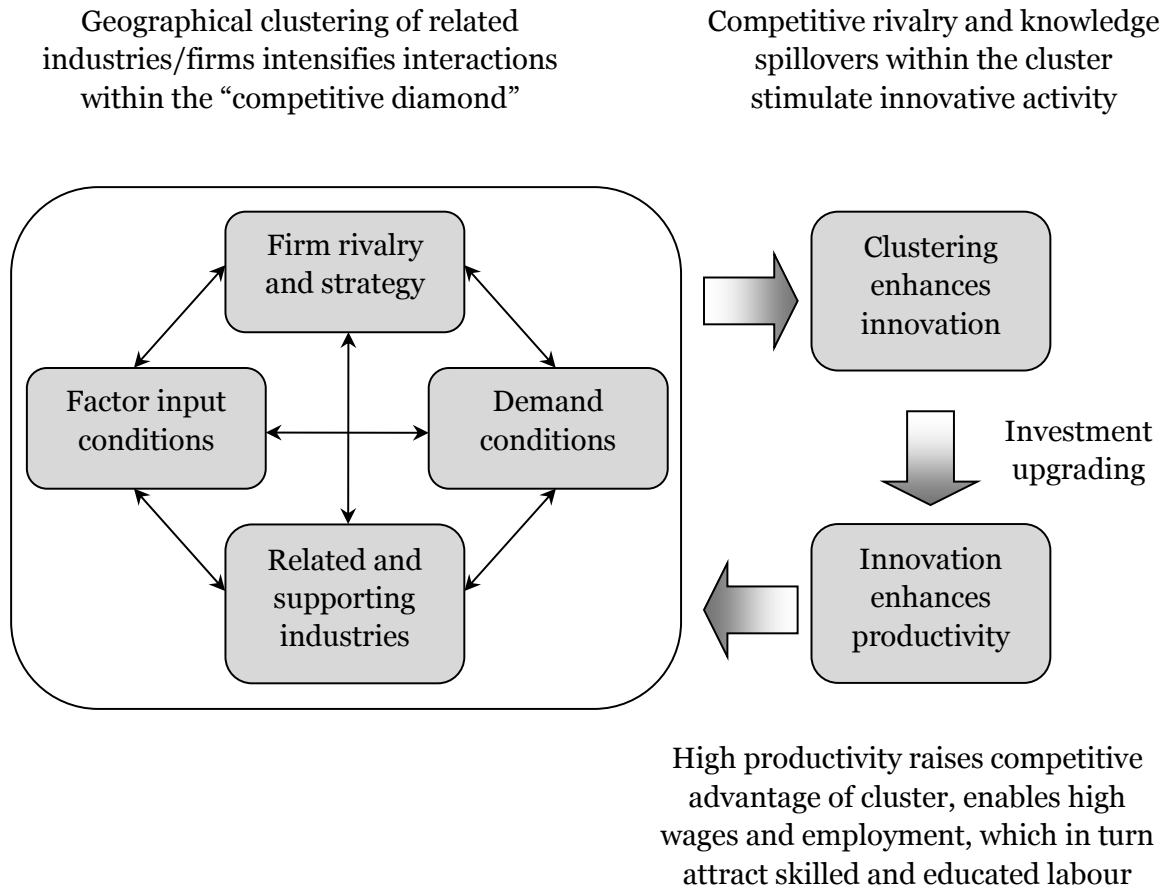 Geographical clustering of related
industries/firms intensifies interactions
within the “competitive diamond”
Competitive rivalry and knowledge
spillovers within the cluster
stimulate innovative activity
Firm rivalry
and strategy
Factor input
conditions
Demand
conditions
Related and
supporting
industries
Clustering
enhances
innovation
Investment
upgrading
Innovation
enhances
productivity
High productivity raises competitive
advantage of cluster, enables high
wages and employment, which in turn
attract skilled and educated labour